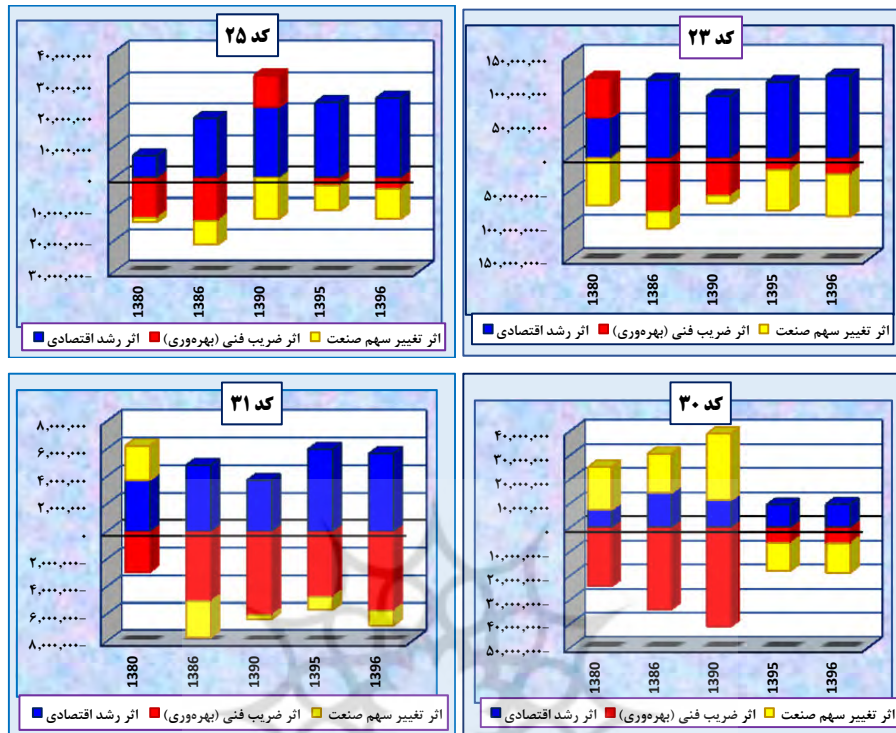 کد ۲۳
۱۵۰,۰۰۰,۰۰۰
۱۰۰,۰۰۰,۰۰۰
۵۰,۰۰۰,۰۰۰
۰
۵۰,۰۰۰,۰۰۰-
۱۰۰,۰۰۰,۰۰۰-
۱۵۰,۰۰۰,۰۰۰-
1380 1386 1390 1395 1396
اثر رشد اقتصادی اثر ضریب فنی (بهره‌وری) اثر تغییر سهم صنعت
کد ۲۵
۴۰,۰۰۰,۰۰۰
۳۰,۰۰۰,۰۰۰
۲۰,۰۰۰,۰۰۰
۱۰,۰۰۰,۰۰۰
۰
۱۰,۰۰۰,۰۰۰-
۲۰,۰۰۰,۰۰۰-
۳۰,۰۰۰,۰۰۰-
1380 1386 1390 1395 1396
اثر رشد اقتصادی اثر ضریب فنی (بهره‌وری) اثر تغییر سهم صنعت
کد ۳۰
۴۰,۰۰۰,۰۰۰
۳۰,۰۰۰,۰۰۰
۲۰,۰۰۰,۰۰۰
۱۰,۰۰۰,۰۰۰
۰
۱۰,۰۰۰,۰۰۰-
۲۰,۰۰۰,۰۰۰-
۳۰,۰۰۰,۰۰۰-
۴۰,۰۰۰,۰۰۰-
۵۰,۰۰۰,۰۰۰-
1380 1386 1390 1395 1396
اثر رشد اقتصادی اثر ضریب فنی (بهره‌وری) اثر تغییر سهم صنعت
کد ۳۱
۸,۰۰۰,۰۰۰
۶,۰۰۰,۰۰۰
۴,۰۰۰,۰۰۰
۲,۰۰۰,۰۰۰
۰
۲,۰۰۰,۰۰۰-
۴,۰۰۰,۰۰۰-
۶,۰۰۰,۰۰۰-
۸,۰۰۰,۰۰۰-
1380 1386 1390 1395 1396
اثر رشد اقتصادی اثر ضریب فنی (بهره‌وری) اثر تغییر سهم صنعت